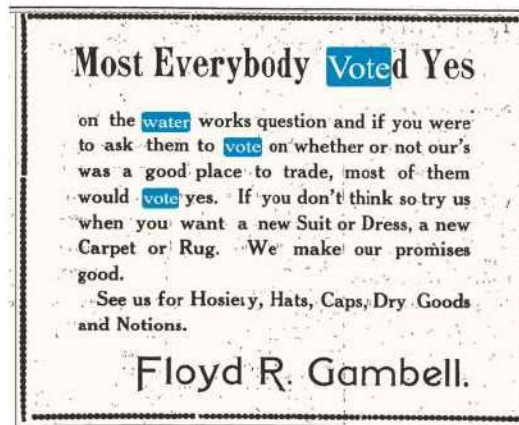 Most Everybody Voted Yes
on the water works question and if you were
to ask them to vote on whether or not our's
was a good place to trade, most of them
would vote yes. If you don't think so try us
when you want a new Suit or Dress, a new
Carpet or Rug. We make our promises
good.
See us for Hosiery, Hats, Caps, Dry Goods
and Notions.
Floyd R. Gambell.